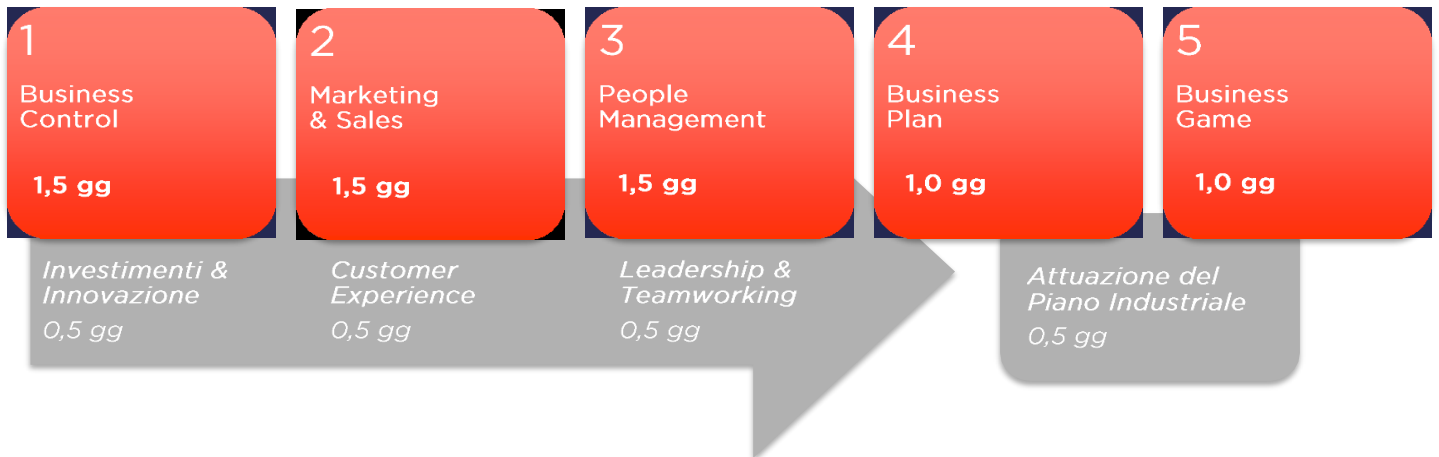 1
Business
Control
1,5 gg
2
Marketing
& Sales
1,5 gg
3
People
Management
1,5 gg
4
Business
Plan
1,0 gg
5
Business
Game
1,0 gg
Investimenti &
Innovazione
0,5 gg
Customer
Experience
0,5 gg
Leadership &
Teamworking
0,5 gg
Attuazione del
Piano Industriale
0,5 gg